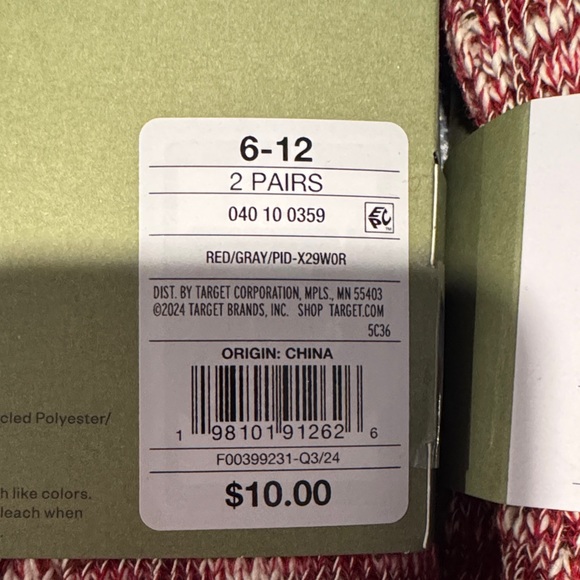 6-12
2 PAIRS
040 10 0359
EPC™
RED/GRAY/PID-X29W0R
DIST. BY TARGET CORPORATION, MPLS., MN 55403
©2024 TARGET BRANDS, INC. SHOP TARGET.COM
5C36
ORIGIN: CHINA
1 98101 91262 6
cled Polyester/
F00399231-Q3/24
h like colors.
$10.00
leach when